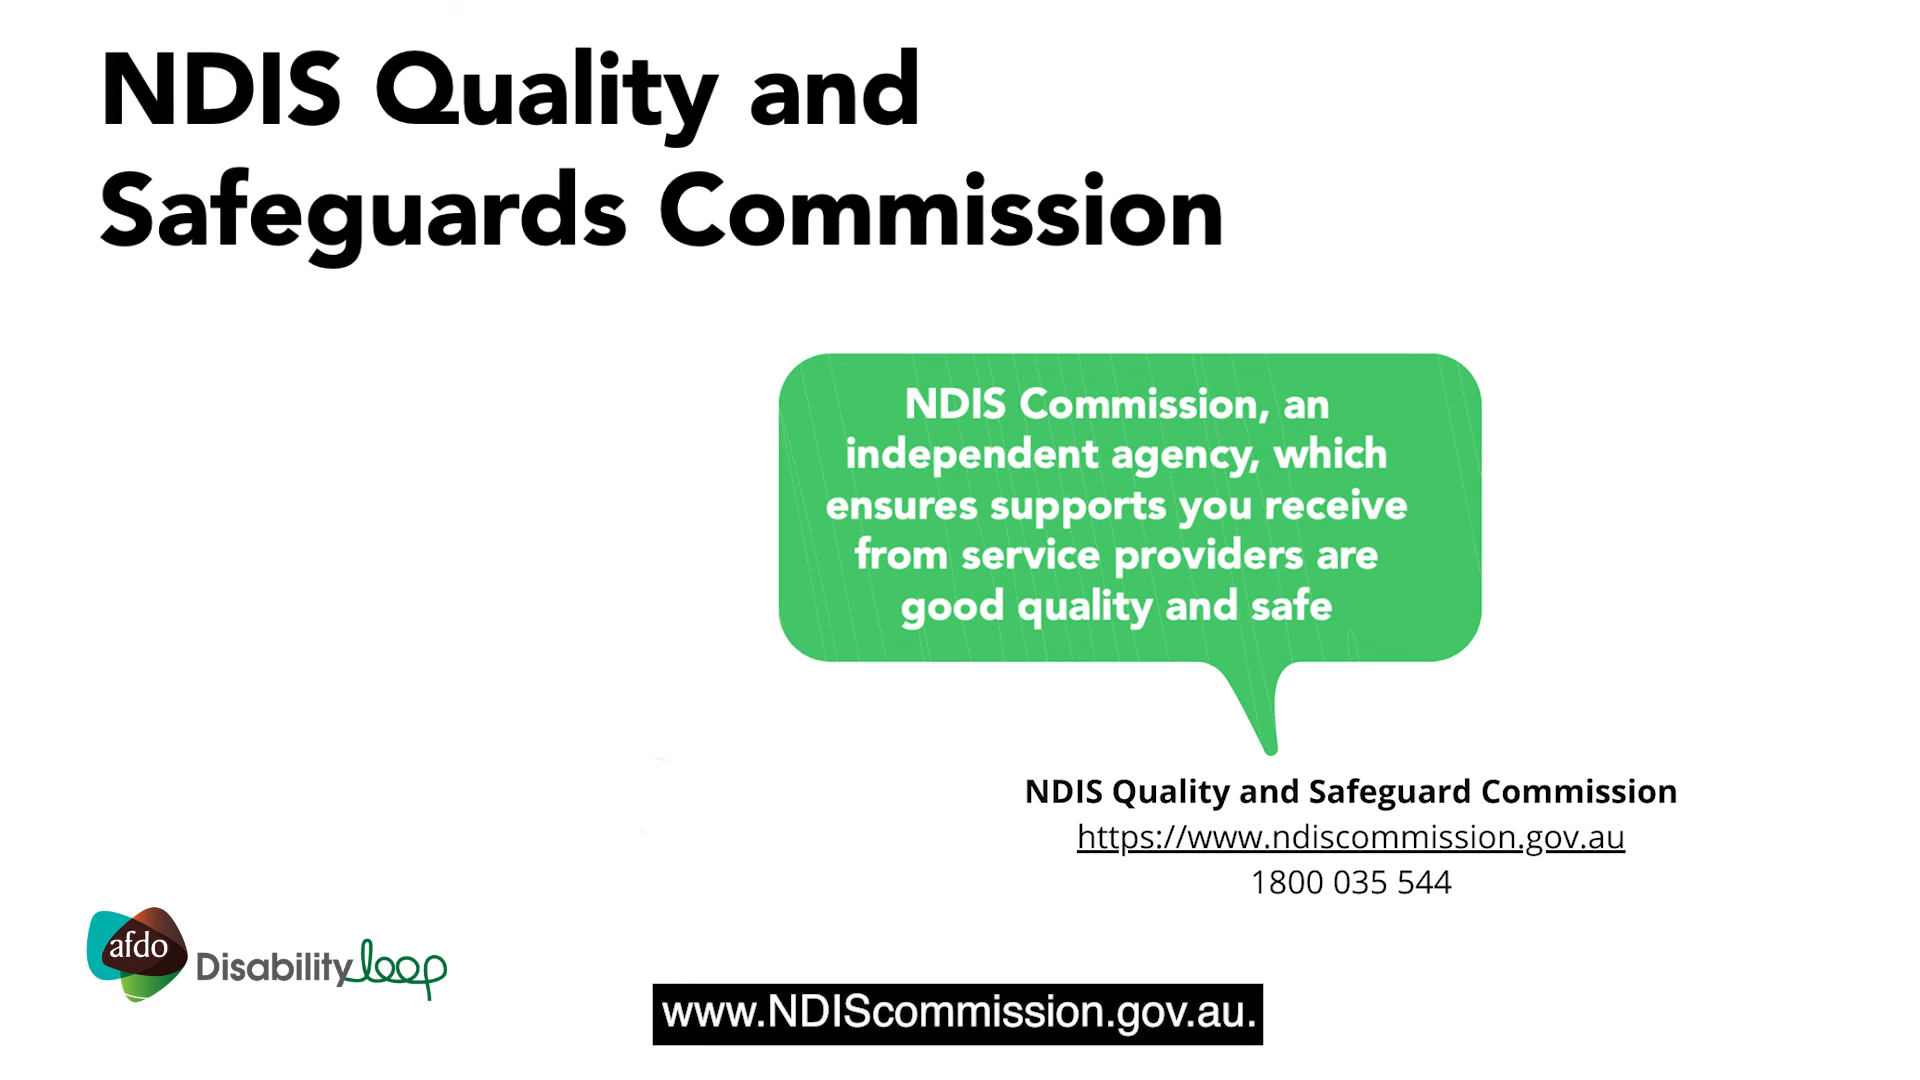 NDIS Quality and
Safeguards Commission
NDIS Commission, an
independent agency, which
ensures supports you receive
from service providers are
good quality and safe
NDIS Quality and Safeguard Commission
https://www.ndiscommission.gov.au
1800 035 544
afdo
Disability loop
www.NDIScommission.gov.au.